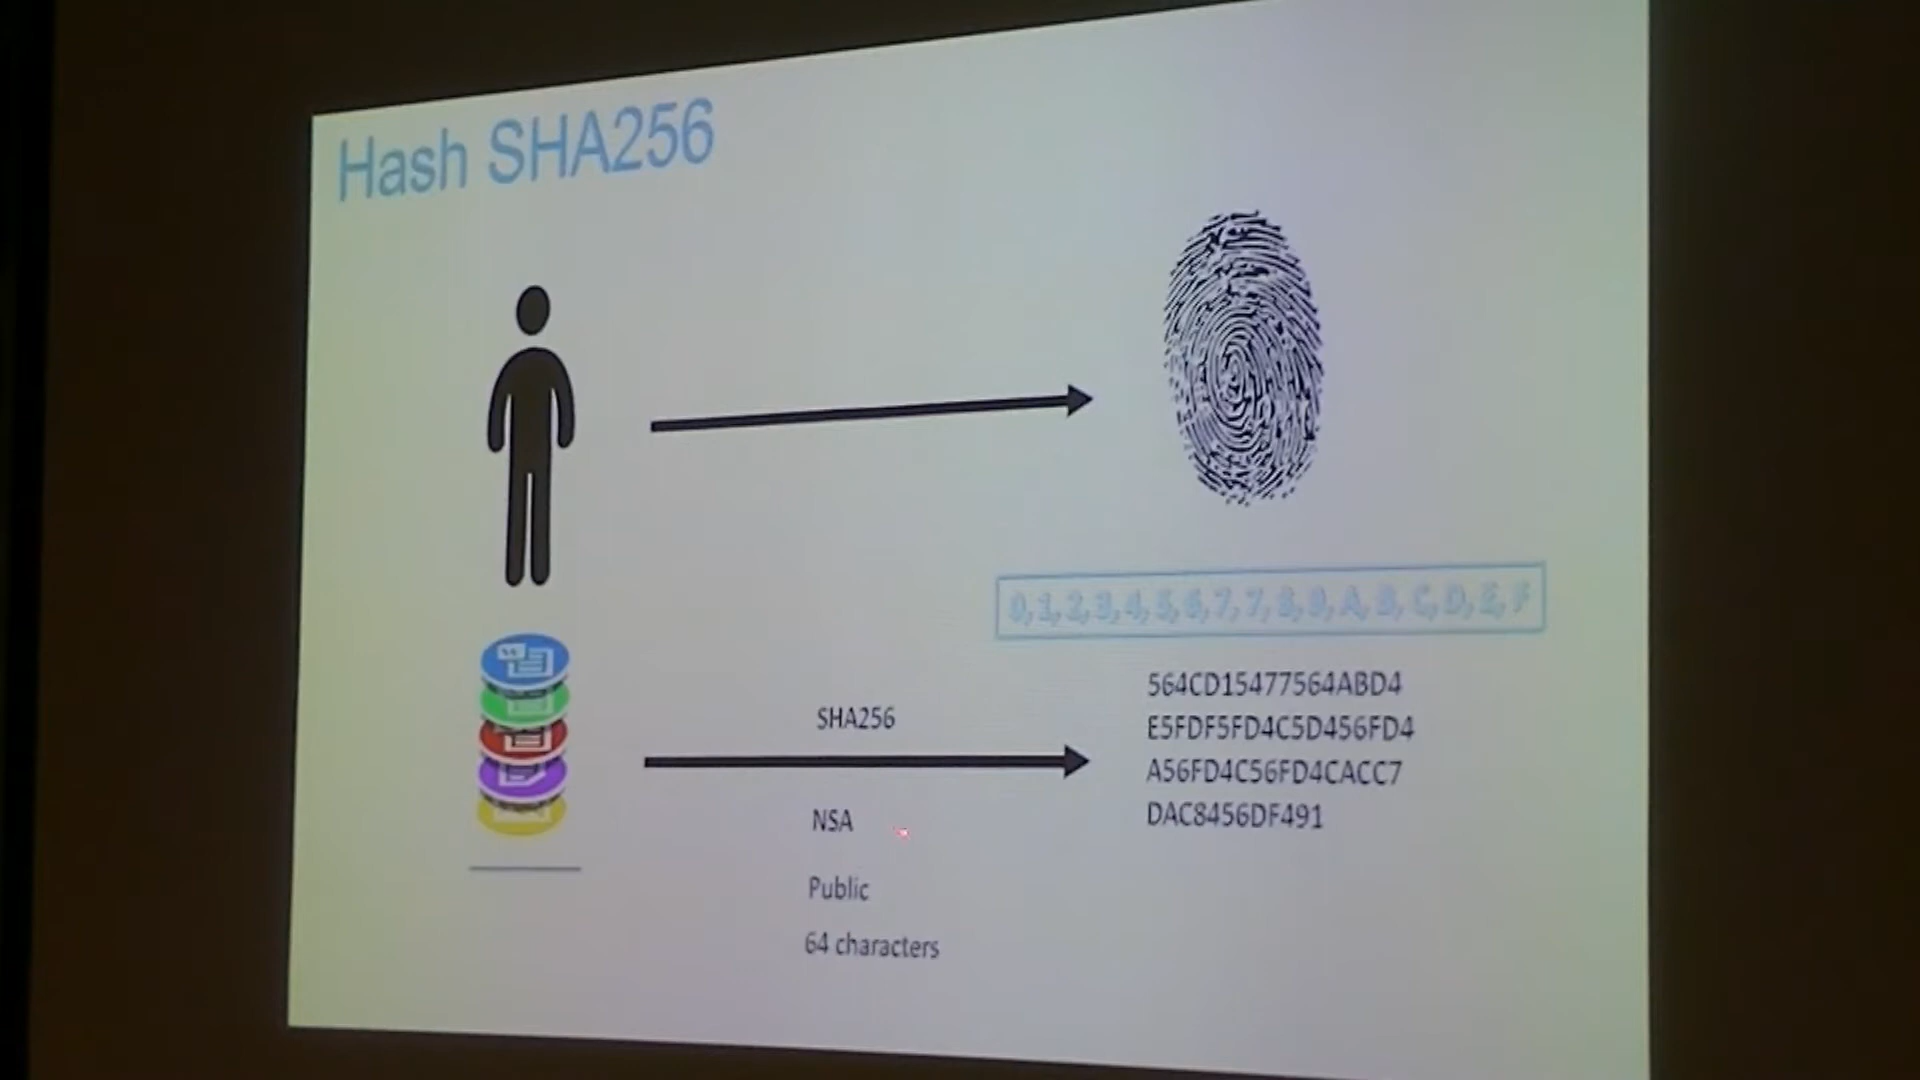 Hash SHA256
0, 1, 2, 3, 4, 5, 6, 7, 7, 8, 9, A, B, C, D, E, F
SHA256
NSA
Public
64 characters
564CD15477564ABD4
E5FDF5FD4C5D456FD4
A56FD4C56FD4CACC7
DAC8456DF491